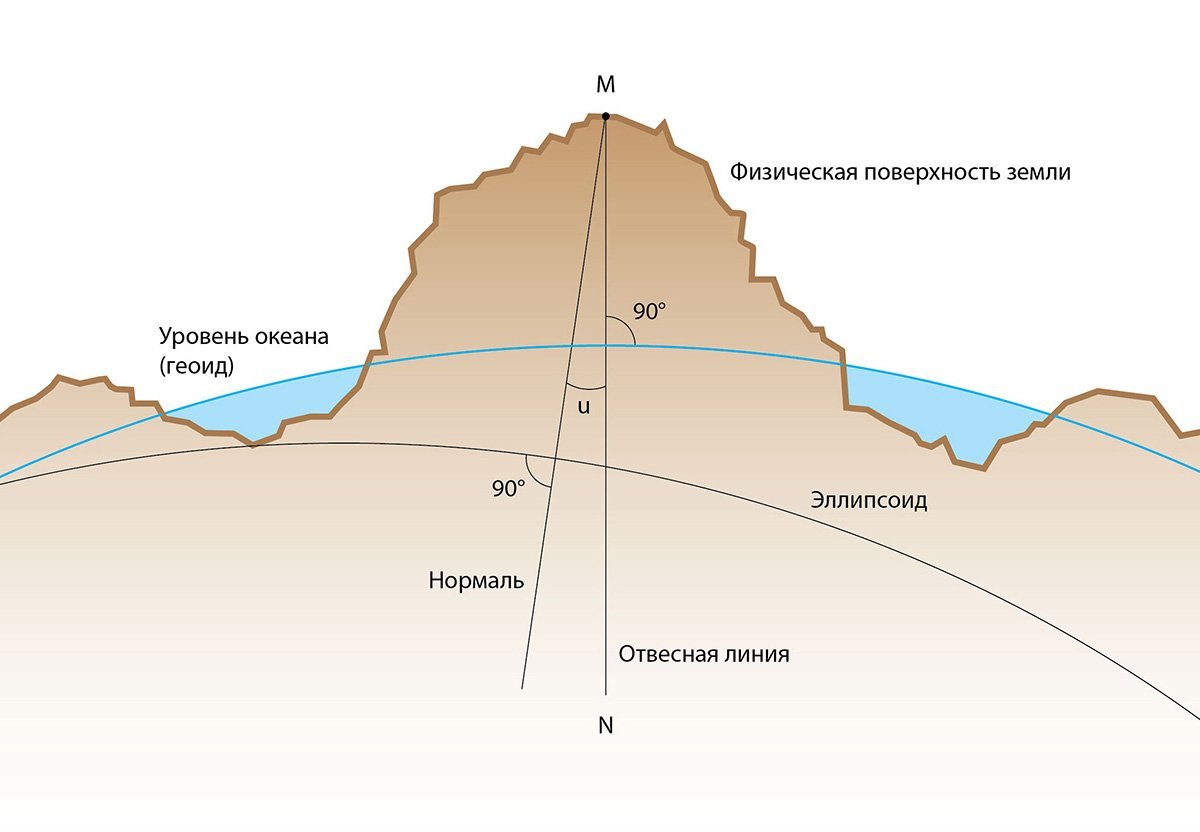 M
Физическая поверхность земли
90°
Уровень океана
(геоид)
u
90°
Эллипсоид
Нормаль
Отвесная линия
N